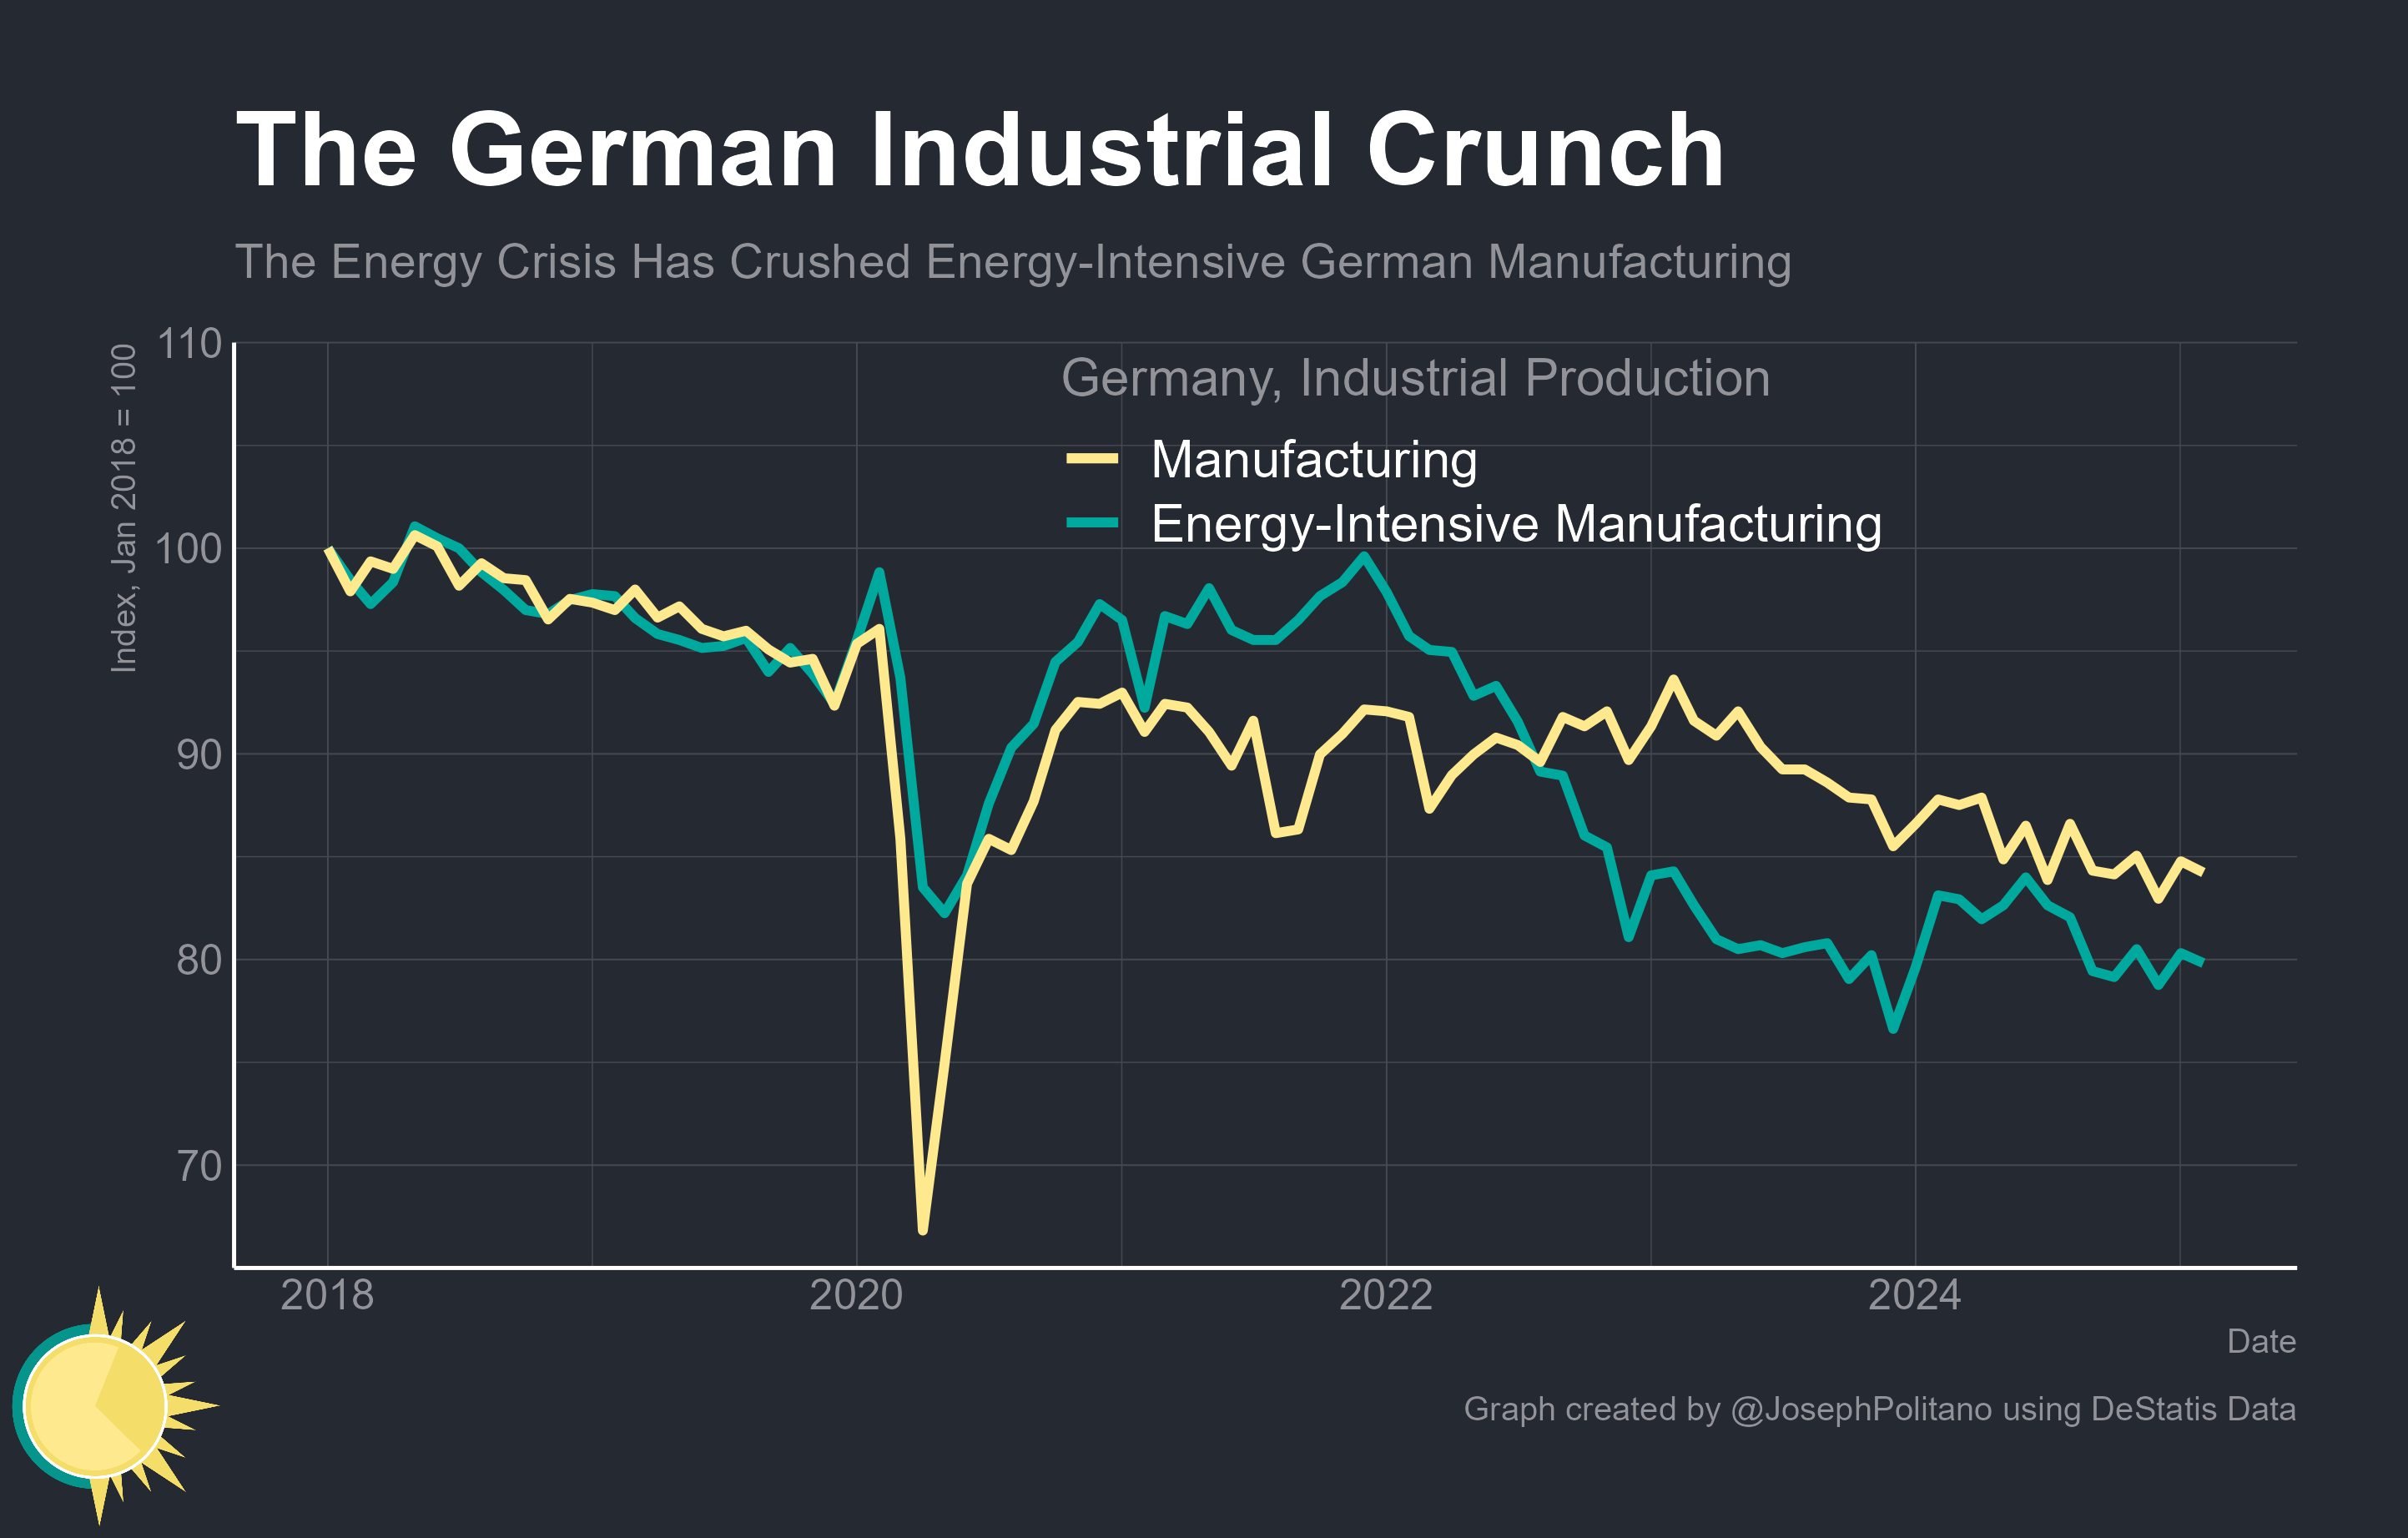 The German Industrial Crunch
The Energy Crisis Has Crushed Energy-Intensive German Manufacturing
Index, Jan 2018 = 100
110
100
90
80
70
Germany, Industrial Production
Manufacturing
Energy-Intensive Manufacturing
2018 2020 2022 2024
Date
Graph created by @JosephPolitano using DeStatis Data